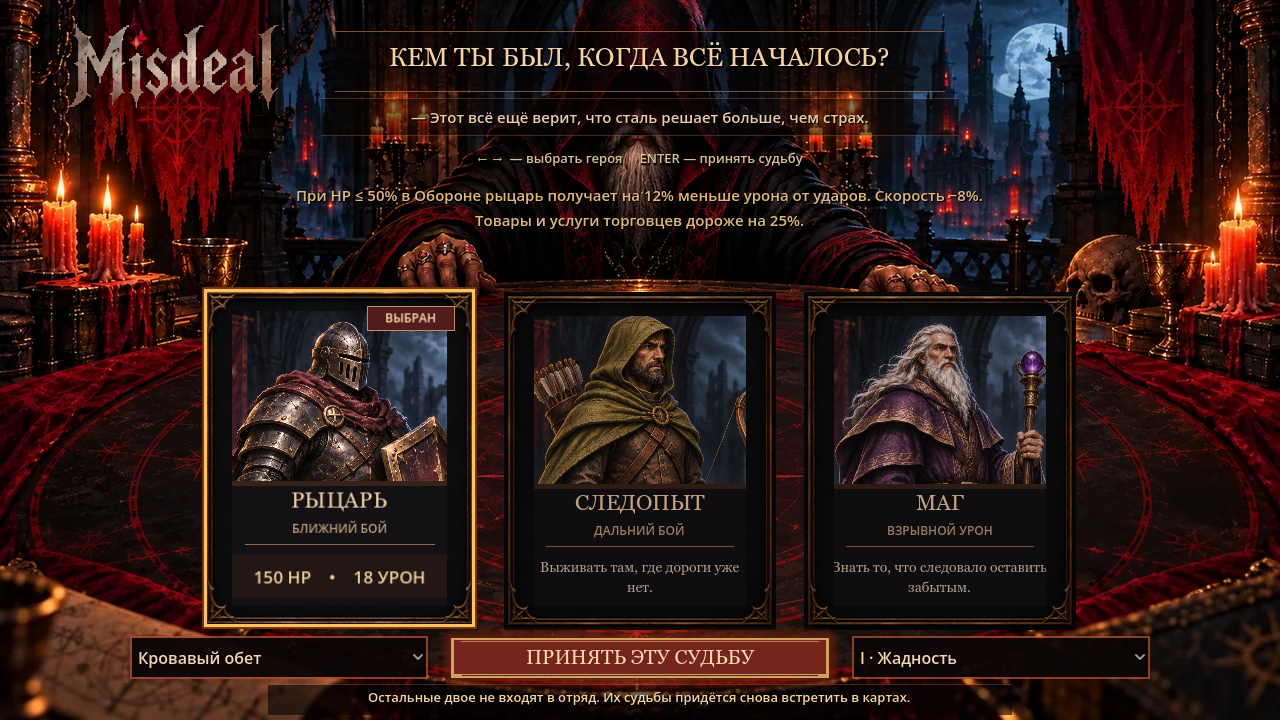 Misdeal
КЕМ ТЫ БЫЛ, КОГДА ВСЁ НАЧАЛОСЬ?
— Этот всё ещё верит, что сталь решает больше, чем страх.
←→ — выбрать героя ENTER — принять судьбу
При HP ≤ 50% в Обороне рыцарь получает на 12% меньше урона от ударов. Скорость −8%.
Товары и услуги торговцев дороже на 25%.
ВЫБРАН
РЫЦАРЬ
БЛИЖНИЙ БОЙ
150 HP • 18 УРОН
СЛЕДОПЫТ
ДАЛЬНИЙ БОЙ
Выживать там, где дороги уже
нет.
МАГ
ВЗРЫВНОЙ УРОН
Знать то, что следовало оставить
забытым.
Кровавый обет
ПРИНЯТЬ ЭТУ СУДЬБУ
I · Жадность
Остальные двое не входят в отряд. Их судьбы придётся снова встретить в картах.